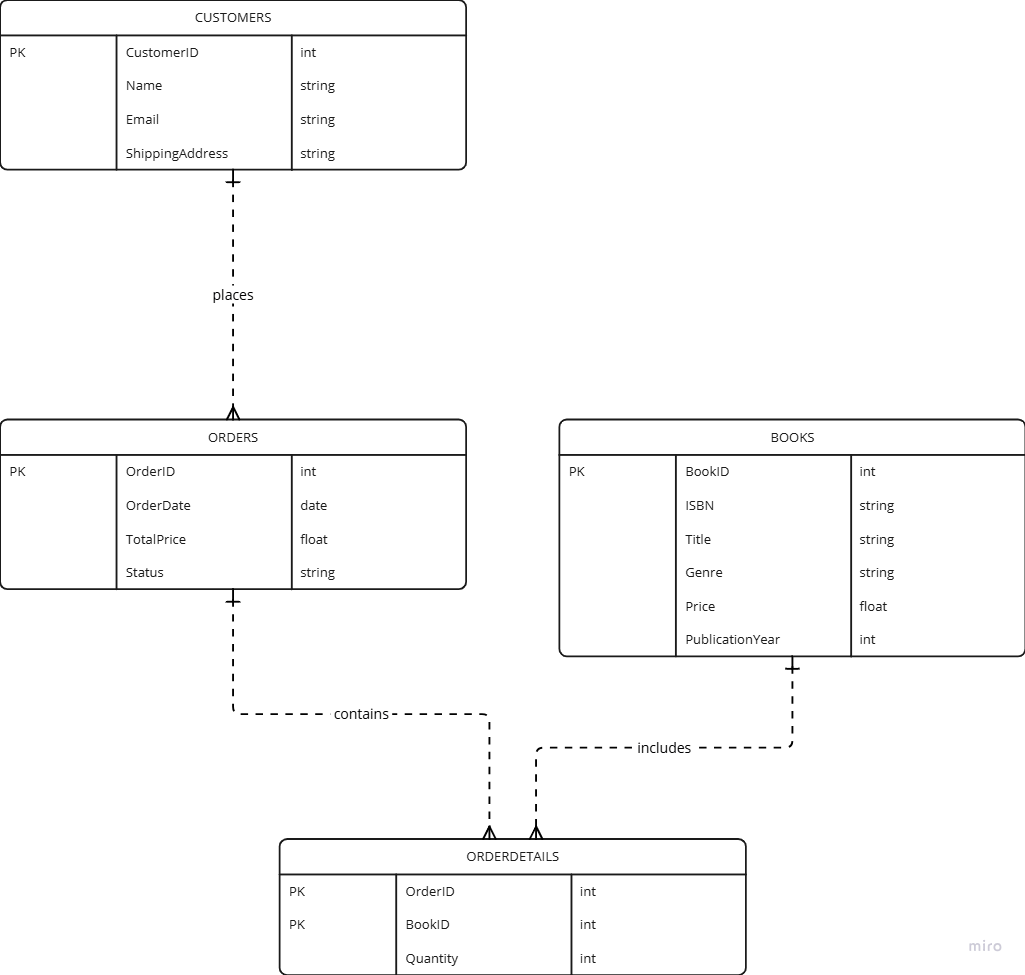 CUSTOMERS
PK CustomerID int
Name string
Email string
ShippingAddress string
places
ORDERS
PK OrderID int
OrderDate date
TotalPrice float
Status string
BOOKS
PK BookID int
ISBN string
Title string
Genre string
Price float
PublicationYear int
contains
includes
ORDERDETAILS
PK OrderID int
PK BookID int
Quantity int
miro